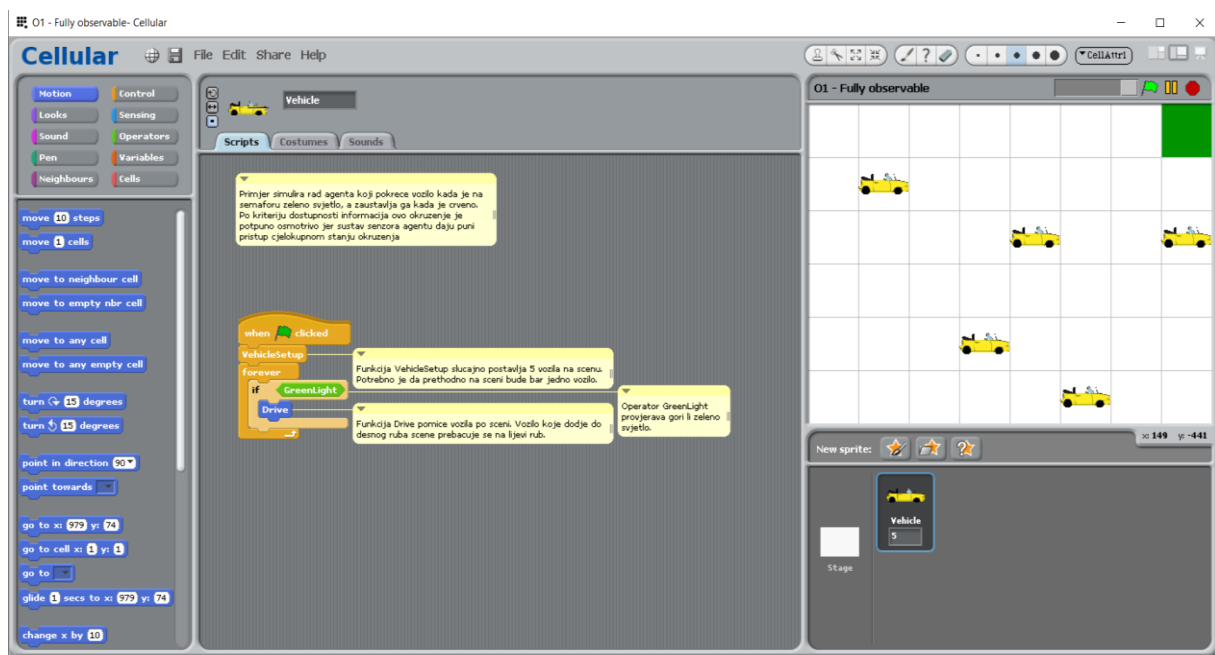 O1 - Fully observable- Cellular
Cellular File Edit Share Help
CellAttr1
Motion Control
Looks Sensing
Sound Operators
Pen Variables
Neighbours Cells
move 10 steps
move 1 cells
move to neighbour cell
move to empty nbr cell
move to any cell
move to any empty cell
turn 15 degrees
turn 15 degrees
point in direction 90
point towards
go to x: 979 y: 74
go to cell x: 1 y: 1
go to
glide 1 secs to x: 979 y: 74
change x by 10
Vehicle
Scripts Costumes Sounds
Primjer simulira rad agenta koji pokrece vozilo kada je na
semaforu zeleno svjetlo, a zaustavlja ga kada je crveno.
Po kriteriju dostupnosti informacija ovo okruzenje je
potpuno osmotrivo jer sustav senzora agentu daju puni
pristup cjelokupnom stanju okruzenja
when clicked
VehicleSetup
forever
if GreenLight
Drive
Funkcija VehicleSetup slucajno postavlja 5 vozila na scenu.
Potrebno je da prethodno na sceni bude bar jedno vozilo.
Operator GreenLight
provjerava gori li zeleno
svjetlo.
Funkcija Drive pornice vozila po sceni. Vozilo koje dodje do
desnog ruba scene prebacuje se na lijevi rub.
O1 - Fully observable
x: 149 y: -441
New sprite:
Vehicle
5
Stage